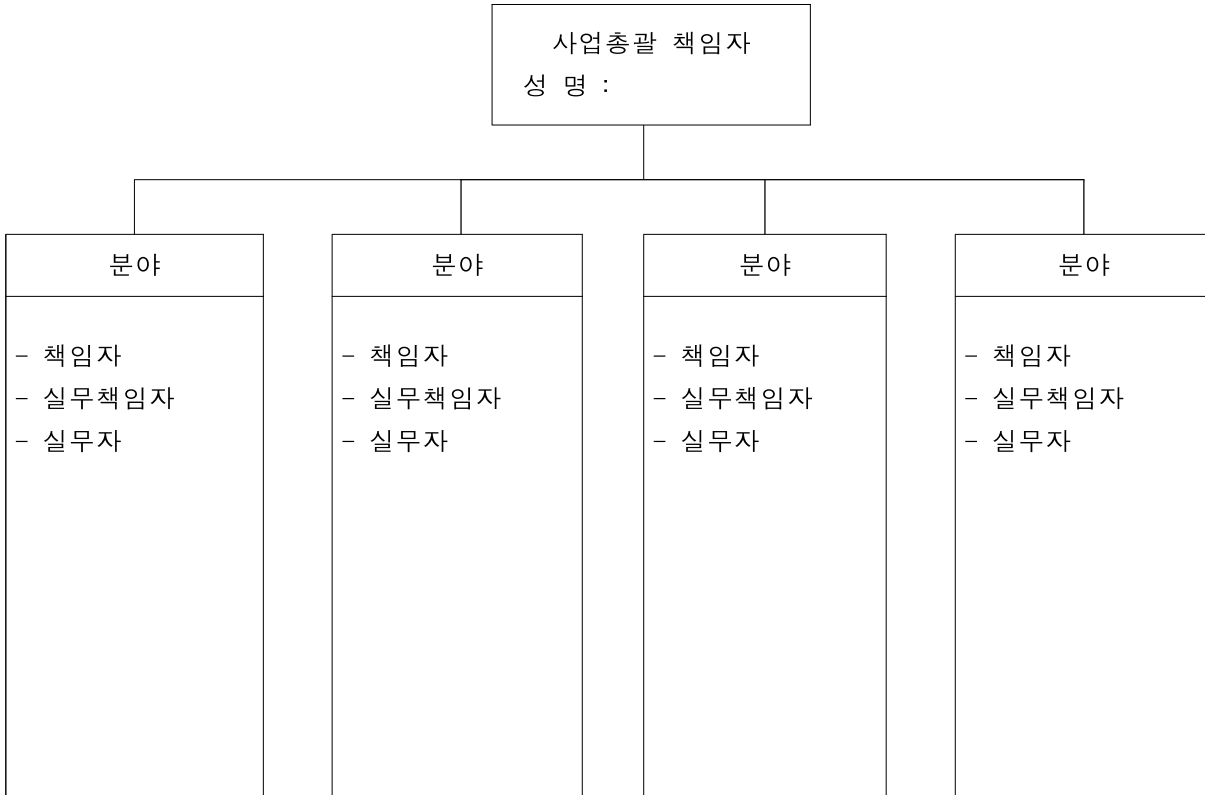 사업총괄 책임자
성 명 :
분야
- 책임자
- 실무책임자
- 실무자
분야
- 책임자
- 실무책임자
- 실무자
분야
- 책임자
- 실무책임자
- 실무자
분야
- 책임자
- 실무책임자
- 실무자